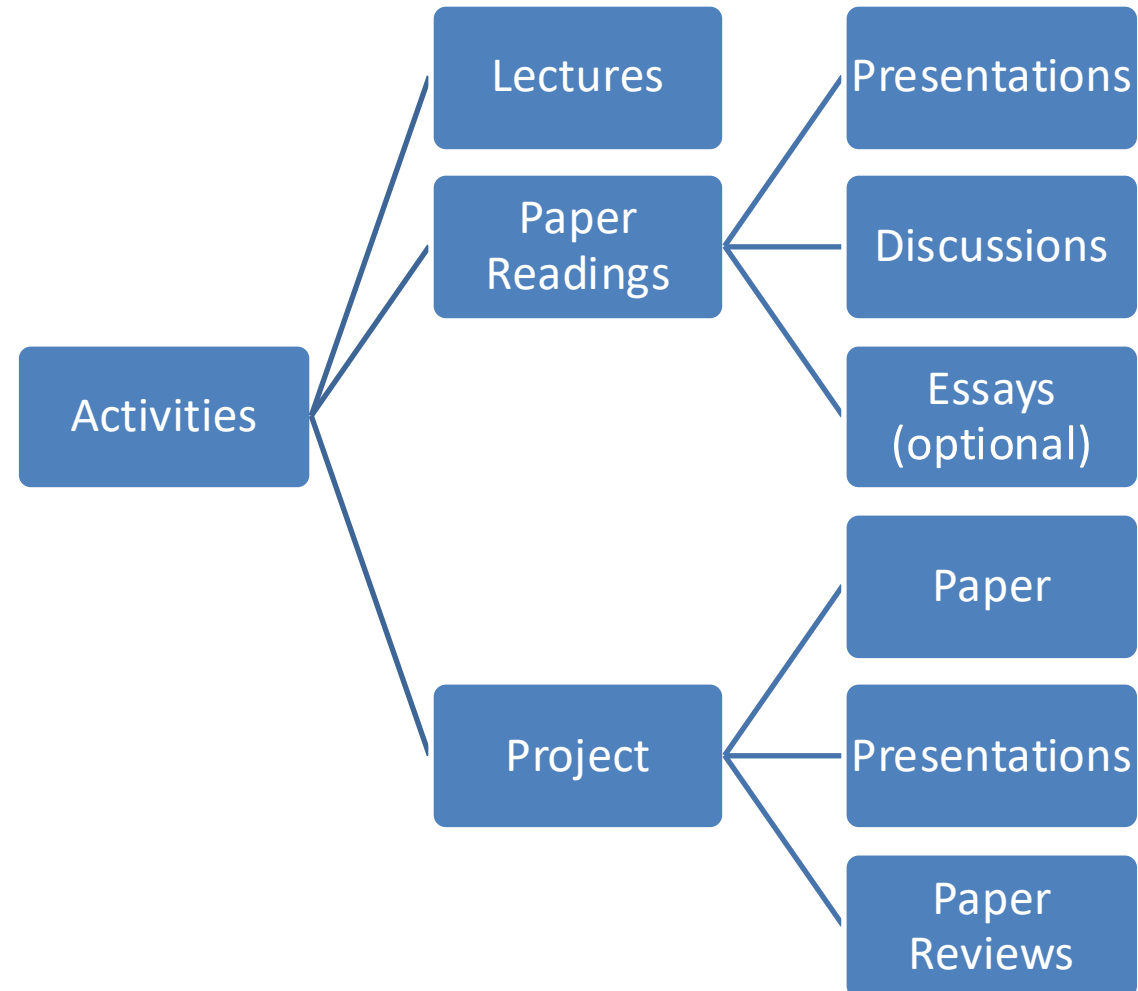 Activities
Lectures
Paper
Readings
Presentations
Discussions
Essays
(optional)
Project
Paper
Presentations
Paper
Reviews